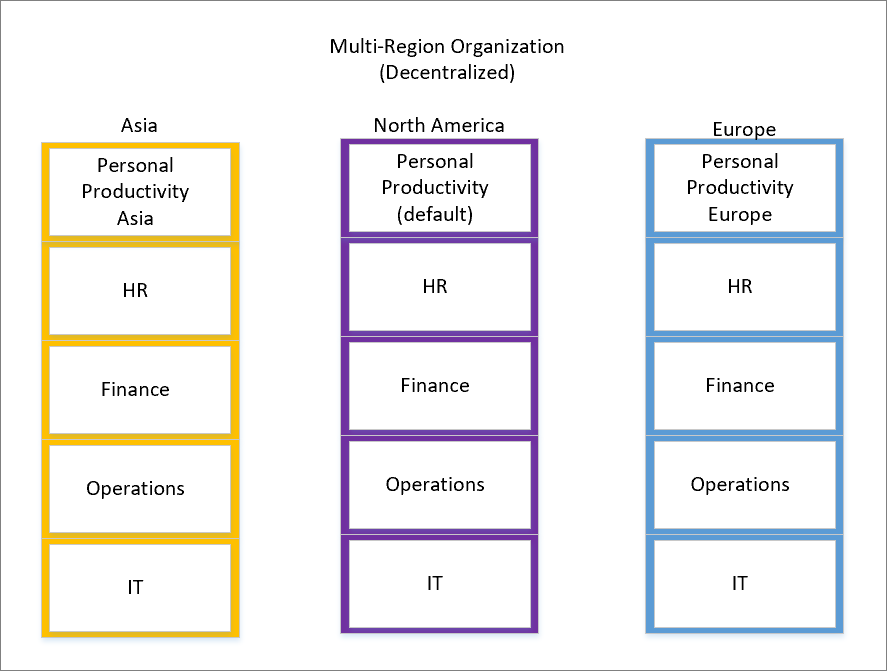 Multi-Region Organization
(Decentralized)
Asia
Personal
Productivity
Asia
HR
Finance
Operations
IT
North America
Personal
Productivity
(default)
HR
Finance
Operations
IT
Europe
Personal
Productivity
Europe
HR
Finance
Operations
IT